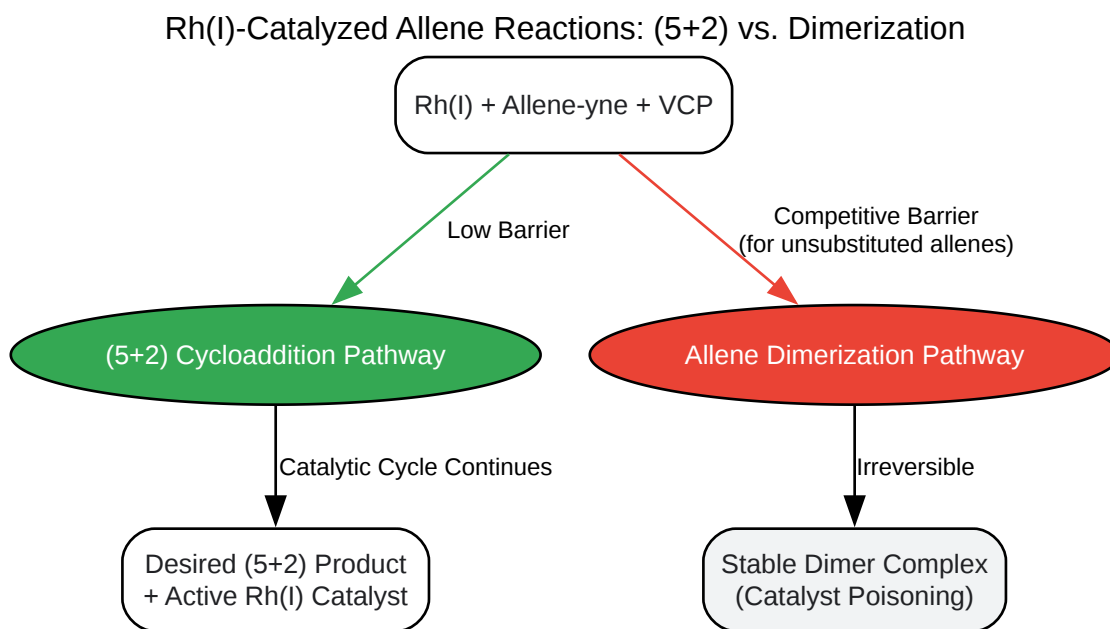 Rh(I)-Catalyzed Allene Reactions: (5+2) vs. Dimerization
Rh(I) + Allene-yne + VCP
Low Barrier
Competitive Barrier
(for unsubstituted allenes)
(5+2) Cycloaddition Pathway
Allene Dimerization Pathway
Catalytic Cycle Continues
Irreversible
Desired (5+2) Product
+ Active Rh(I) Catalyst
Stable Dimer Complex
(Catalyst Poisoning)